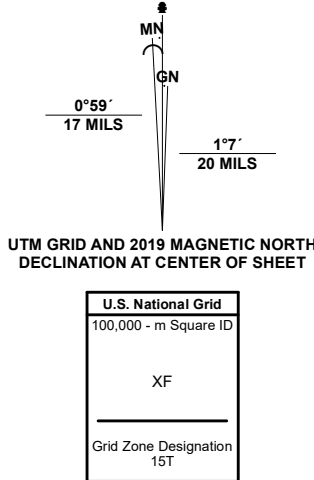 MN
GN
0°59´
17 MILS
1°7´
20 MILS
UTM GRID AND 2019 MAGNETIC NORTH
DECLINATION AT CENTER OF SHEET
U.S. National Grid
100,000 - m Square ID
XF
Grid Zone Designation
15T